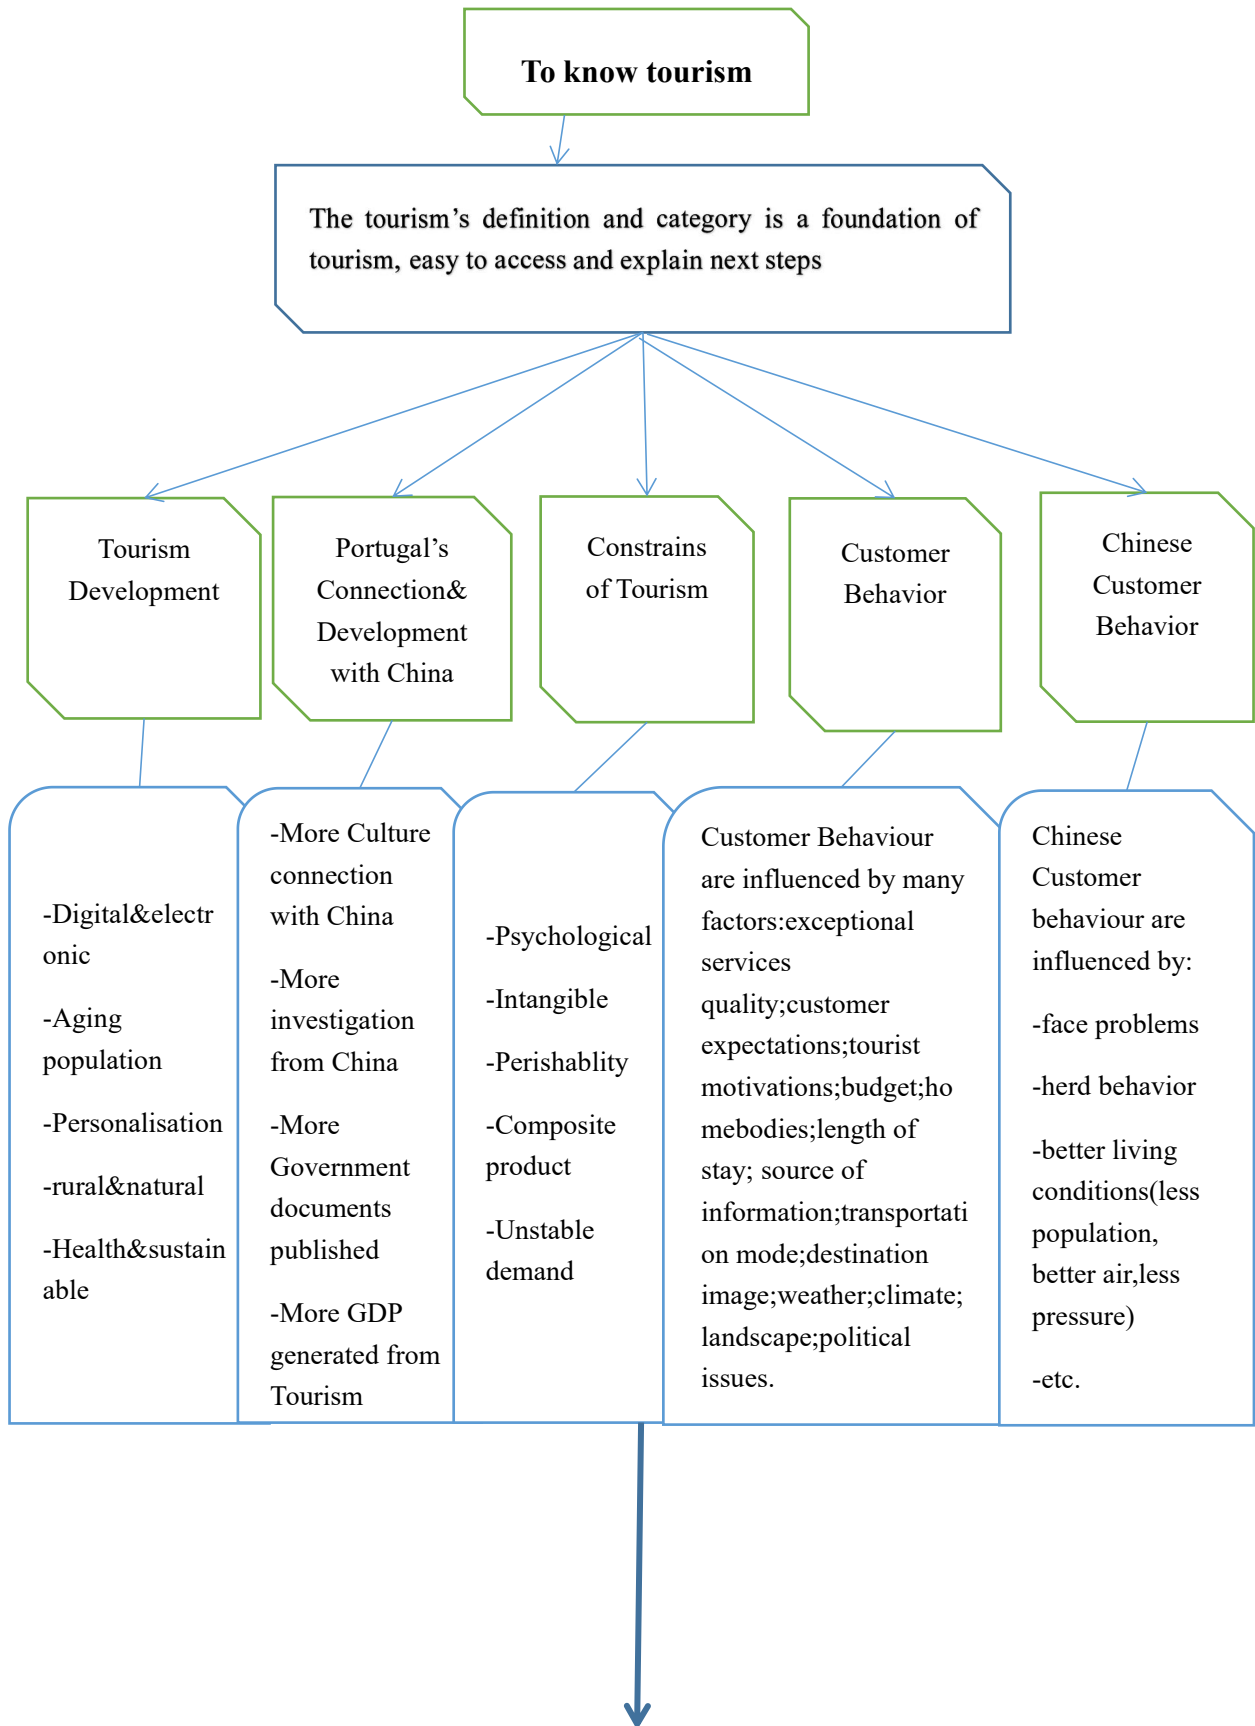 To know tourism
The tourism’s definition and category is a foundation of
tourism, easy to access and explain next steps
Tourism
Development
Portugal’s
Connection&
Development
with China
Constrains
of Tourism
Customer
Behavior
Chinese
Customer
Behavior
-Digital&electr
onic
-Aging
population
-Personalisation
-rural&natural
-Health&sustain
able
-More Culture
connection
with China
-More
investigation
from China
-More
Government
documents
published
-More GDP
generated from
Tourism
-Psychological
-Intangible
-Perishablity
-Composite
product
-Unstable
demand
Customer Behaviour
are influenced by many
factors:exceptional
services
quality;customer
expectations;tourist
motivations;budget;ho
mebodies;length of
stay; source of
information;transportati
on mode;destination
image;weather;climate;
landscape;political
issues.
Chinese
Customer
behaviour are
influenced by:
-face problems
-herd behavior
-better living
conditions(less
population,
better air,less
pressure)
-etc.